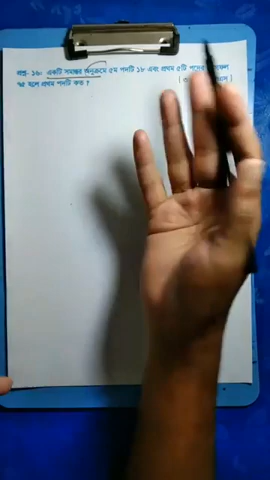 প্রশ্ন- ১৬: একটি সমান্তর অনুক্রমে ৫ম পদটি ১৮ এবং প্রথম ৫টি পদের
৭৫ হলে প্রথম পদটি কত ?